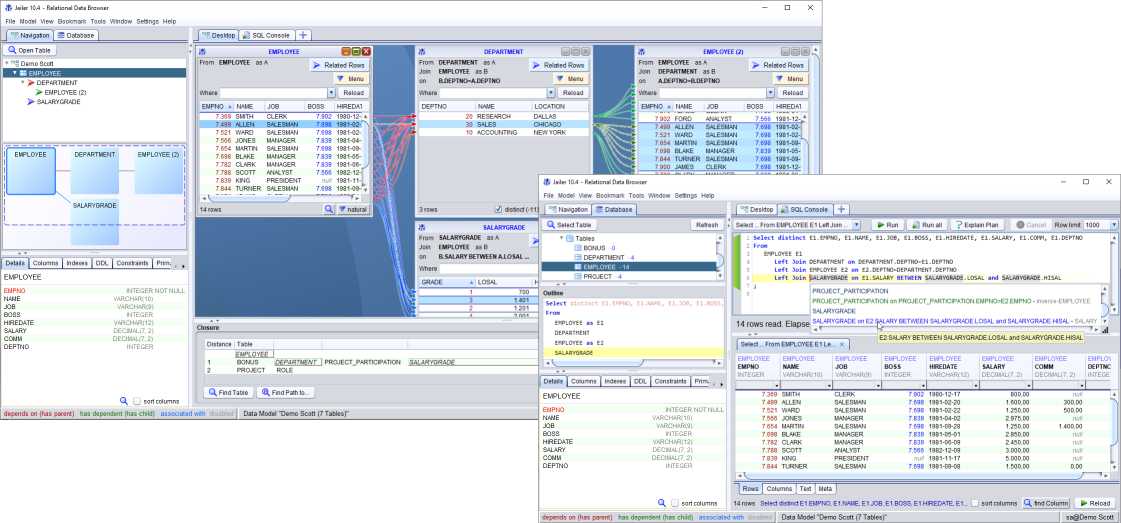 Jailer 10.4 - Relational Data Browser
File Model View Bookmark Tools Window Settings Help
Navigation Database
Open Table
Demo Scott
EMPLOYEE
DEPARTMENT
EMPLOYEE (2)
SALARYGRADE
EMPLOYEE DEPARTMENT EMPLOYEE (2)
SALARYGRADE
Details Columns Indexes DDL Constraints Prim.
EMPLOYEE
EMPNO INTEGER NOT NULL
NAME VARCHAR(10)
JOB VARCHAR(9)
BOSS INTEGER
HIREDATE VARCHAR(12)
SALARY DECIMAL(7, 2)
COMM DECIMAL(7, 2)
DEPTNO INTEGER
sort columns
Desktop SQL Console
EMPLOYEE
From EMPLOYEE as A
Related Rows
Menu
Where Reload
EMPNO NAME JOB BOSS HIREDAT
7.369 SMITH CLERK 7.902 1980-12-
7.499 ALLEN SALESMAN 7.698 1981-02-
7.521 WARD SALESMAN 7.698 1981-02-
7.566 JONES MANAGER 7.839 1981-04-
7.654 MARTIN SALESMAN 7.698 1981-09-
7.698 BLAKE MANAGER 7.839 1981-05-
7.782 CLARK MANAGER 7.839 1981-06-
7.788 SCOTT ANALYST 7.566 1982-12-
7.839 KING PRESIDENT null 1981-11-
7.844 TURNER SALESMAN 7.698 1981-09-
14 rows natural
DEPARTMENT
From DEPARTMENT as A
Join EMPLOYEE as B
on B.DEPTNO=A.DEPTNO
Related Rows
Menu
Where Reload
DEPTNO NAME LOCATION
20 RESEARCH DALLAS
30 SALES CHICAGO
10 ACCOUNTING NEW YORK
3 rows distinct (-11)
EMPLOYEE (2)
From EMPLOYEE as A
Join DEPARTMENT as B
on A.DEPTNO=B.DEPTNO
Related Rows
Menu
Where Reload
EMPNO NAME JOB BOSS HIREDAT
7.902 FORD ANALYST 7.566 1981-12-
7.499 ALLEN SALESMAN 7.698 1981-02-
7.521 WARD SALESMAN 7.698 1981-02-
7.654 MARTIN SALESMAN 7.698 1981-09-
7.698 BLAKE MANAGER 7.839 1981-05-
7.844 TURNER SALESMAN 7.698 1981-09-
7.900 JAMES CLERK 7.698 1981-12-
SALARYGRADE
From SALARYGRADE as A
Join EMPLOYEE as B
on B.SALARY BETWEEN A.LOSAL
Where
GRADE LOSAL
1 700
3 1.401
2 1.201
4 2.001
Closure
Distance Table
EMPLOYEE
1 BONUS DEPARTMENT PROJECT_PARTICIPATION SALARYGRADE
2 PROJECT ROLE
Find Table Find Path to...
depends on (has parent) has dependent (has child) associated with disabled Data Model "Demo Scott (7 Tables)"
Jailer 10.4 - Relational Data Browser
File Model View Bookmark Tools Window Settings Help
Navigation Database
Select Table Refresh
Tables
BONUS ~0
DEPARTMENT ~4
EMPLOYEE ~14
PROJECT ~4
Outline
Select distinct E1.EMPNO, E1.NAME, E1.JOB, E1.BOSS,
From
EMPLOYEE as E1
DEPARTMENT
EMPLOYEE as E2
SALARYGRADE
Details Columns Indexes DDL Constraints Prim.
EMPLOYEE
EMPNO INTEGER NOT NULL
NAME VARCHAR(10)
JOB VARCHAR(9)
BOSS INTEGER
HIREDATE VARCHAR(12)
SALARY DECIMAL(7, 2)
COMM DECIMAL(7, 2)
DEPTNO INTEGER
sort columns
Desktop SQL Console
Select ... From EMPLOYEE E1 Left Join ... Run Run all Explain Plan Cancel Row limit 1000
1 Select distinct E1.EMPNO, E1.NAME, E1.JOB, E1.BOSS, E1.HIREDATE, E1.SALARY, E1.COMM, E1.DEPTNO
2 From
3 EMPLOYEE E1
4 Left Join DEPARTMENT on DEPARTMENT.DEPTNO=E1.DEPTNO
5 Left Join EMPLOYEE E2 on E2.DEPTNO=DEPARTMENT.DEPTNO
6 Left Join SALARYGRADE on E1.SALARY BETWEEN SALARYGRADE.LOSAL and SALARYGRADE.HISAL
7 ;
8
PROJECT_PARTICIPATION
PROJECT_PARTICIPATION on PROJECT_PARTICIPATION.EMPNO=E2.EMPNO - inverse-EMPLOYEE
SALARYGRADE
SALARYGRADE on E2.SALARY BETWEEN SALARYGRADE.LOSAL and SALARYGRADE.HISAL - SALARY
E2.SALARY BETWEEN SALARYGRADE.LOSAL and SALARYGRADE.HISAL
14 rows read. Elapse
Select ... From EMPLOYEE E1 Le...
EMPLOYEE EMPLOYEE EMPLOYEE EMPLOYEE EMPLOYEE EMPLOYEE EMPLOYEE EMPLOY
EMPNO NAME JOB BOSS HIREDATE SALARY COMM DEPTNC
INTEGER VARCHAR(10) VARCHAR(9) INTEGER VARCHAR(12) DECIMAL(7, 2) DECIMAL(7, 2) INTEGER
7.369 SMITH CLERK 7.902 1980-12-17 800,00 null
7.499 ALLEN SALESMAN 7.698 1981-02-20 1.600,00 300,00
7.521 WARD SALESMAN 7.698 1981-02-22 1.250,00 500,00
7.566 JONES MANAGER 7.839 1981-04-02 2.975,00 null
7.654 MARTIN SALESMAN 7.698 1981-09-28 1.250,00 1.400,00
7.698 BLAKE MANAGER 7.839 1981-05-01 2.850,00 null
7.782 CLARK MANAGER 7.839 1981-06-09 2.450,00 null
7.788 SCOTT ANALYST 7.566 1982-12-09 3.000,00 null
7.839 KING PRESIDENT null 1981-11-17 5.000,00 null
7.844 TURNER SALESMAN 7.698 1981-09-08 1.500,00 0,00
Rows Columns Text Meta
14 rows Select distinct E1.EMPNO, E1.NAME, E1.JOB, E1.BOSS, E1.HIREDATE, E1... sort columns find Column Reload
depends on (has parent) has dependent (has child) associated with disabled Data Model "Demo Scott (7 Tables)" sa@Demo Scott